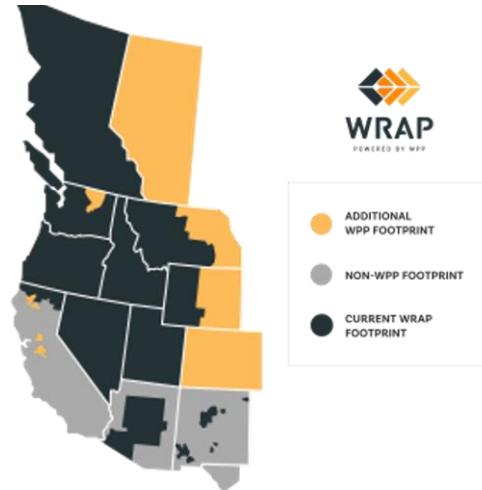 WRAP
POWERED BY WPP
ADDITIONAL
WPP FOOTPRINT
NON-WPP FOOTPRINT
CURRENT WRAP
FOOTPRINT